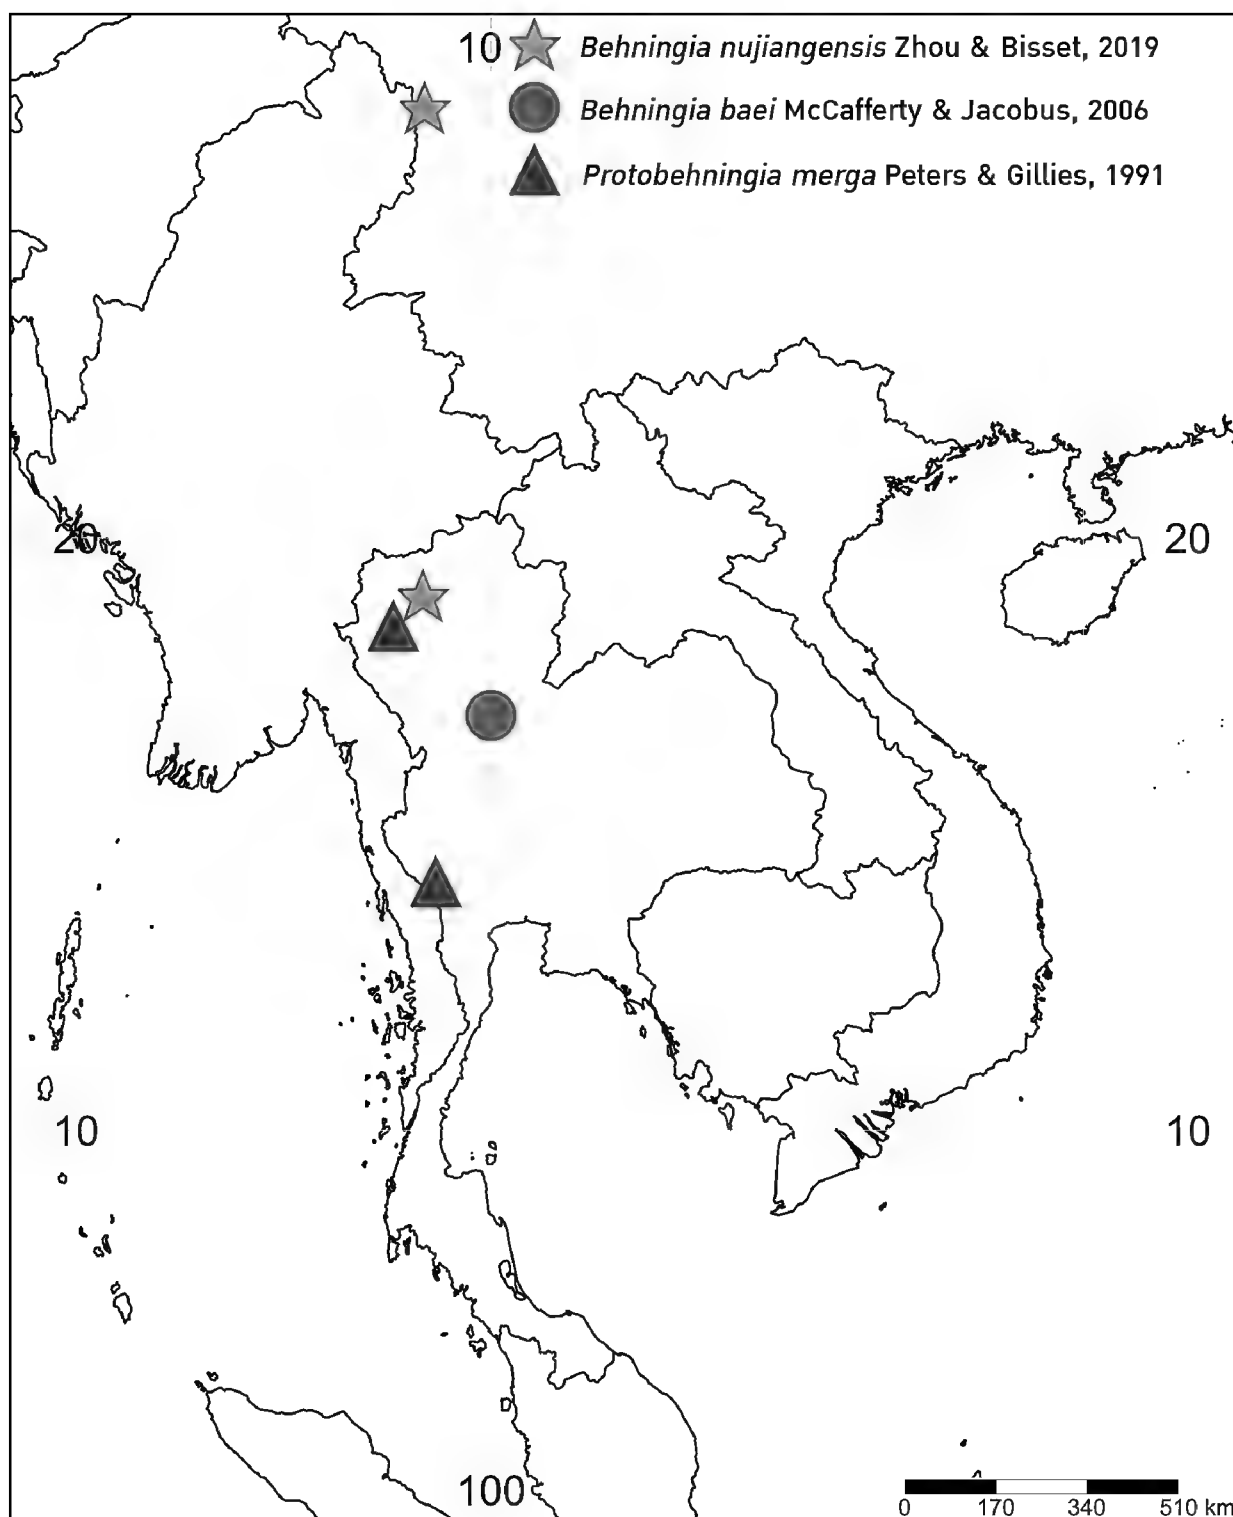 10
Behningia nujiangensis Zhou & Bisset, 2019
Behningia baei McCafferty & Jacobus, 2006
Protobehningia merga Peters & Gillies, 1991
20
20
10
10
100
0 170 340 510 km